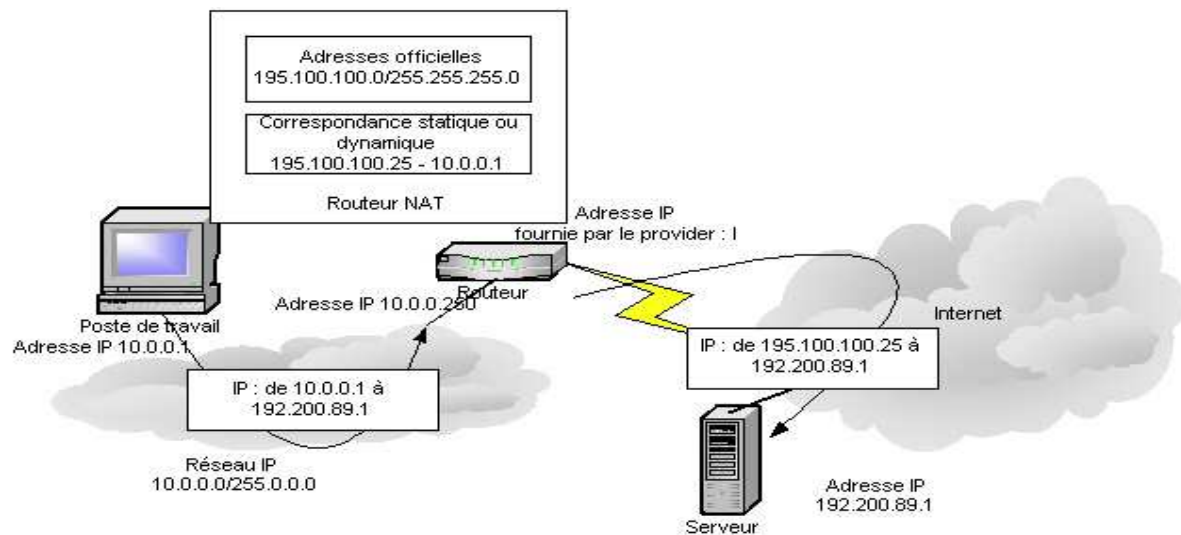 Adresses officielles
195.100.100.0/255.255.255.0
Correspondance statique ou
dynamique
195.100.100.25 - 10.0.0.1
Routeur NAT
Adresse IP
fournie par le provider : I
Routeur
Adresse IP 10.0.0.250
Poste de travail
Adresse IP 10.0.0.1
Internet
IP : de 10.0.0.1 à
192.200.89.1
IP : de 195.100.100.25 à
192.200.89.1
Réseau IP
10.0.0.0/255.0.0.0
Adresse IP
192.200.89.1
Serveur